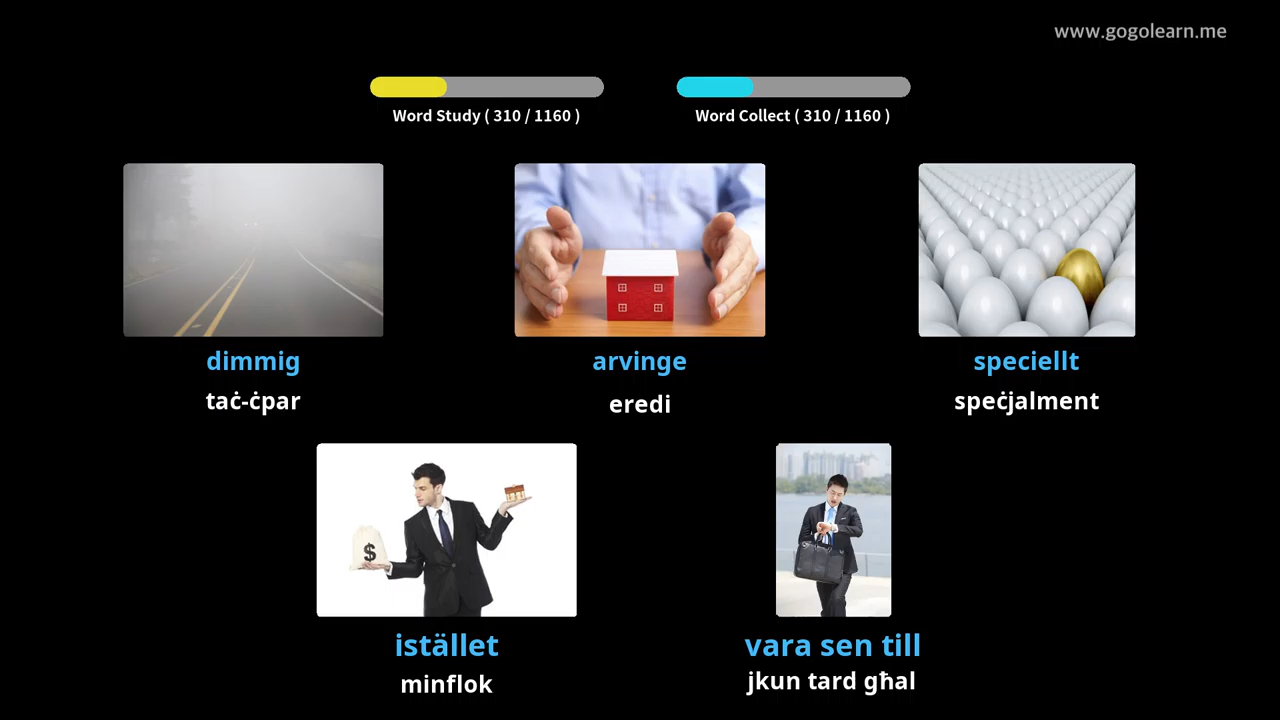 www.gogolearn.me
Word Study ( 310 / 1160 )
Word Collect ( 310 / 1160 )
dimmig
taċ-ċpar
arvinge
eredi
speciellt
speċjalment
$
istället
minflok
vara sen till
jkun tard għal